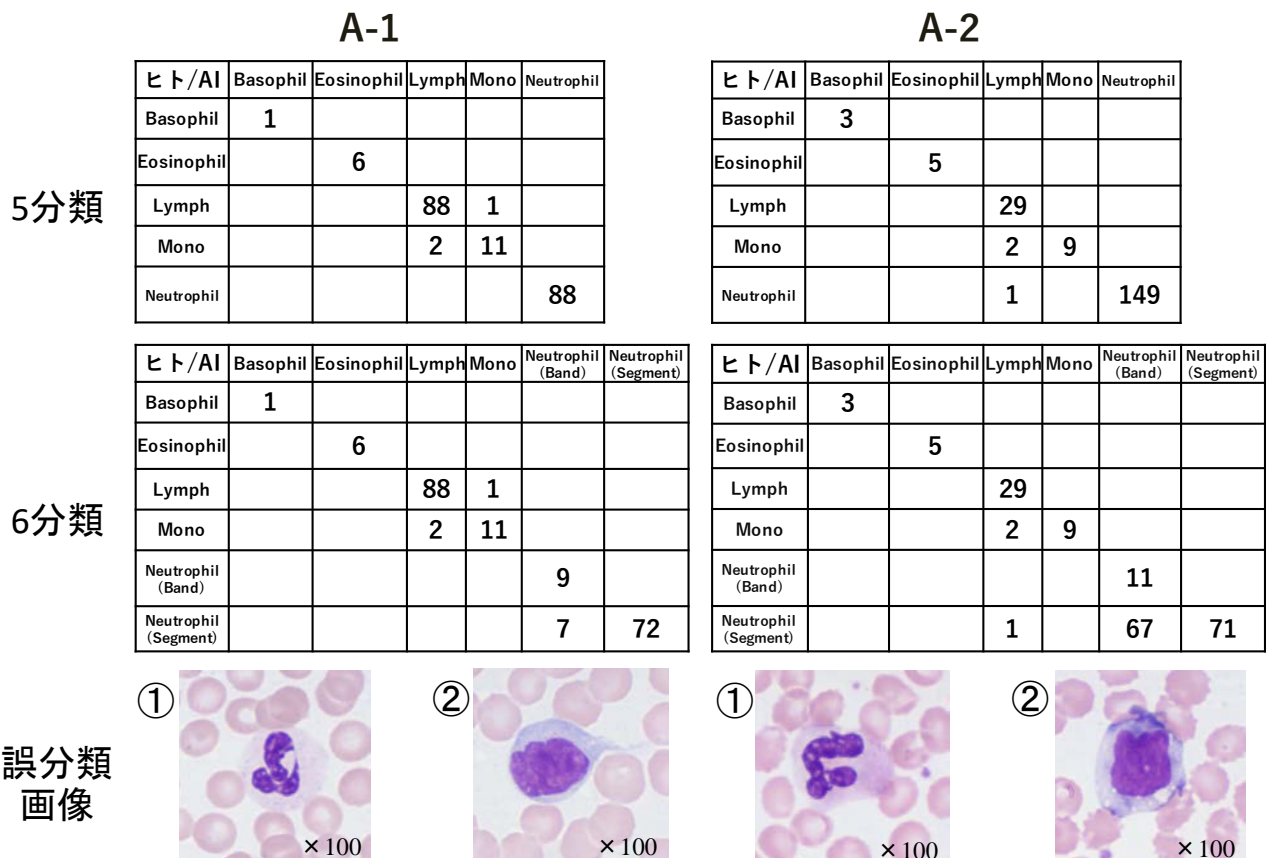 A-1
A-2
5分類
ヒト/AI Basophil Eosinophil Lymph Mono Neutrophil
Basophil 1
Eosinophil 6
Lymph 88 1
Mono 2 11
Neutrophil 88
ヒト/AI Basophil Eosinophil Lymph Mono Neutrophil
Basophil 3
Eosinophil 5
Lymph 29
Mono 2 9
Neutrophil 1 149
6分類
ヒト/AI Basophil Eosinophil Lymph Mono Neutrophil (Band) Neutrophil (Segment)
Basophil 1
Eosinophil 6
Lymph 88 1
Mono 2 11
Neutrophil (Band) 9
Neutrophil (Segment) 7 72
ヒト/AI Basophil Eosinophil Lymph Mono Neutrophil (Band) Neutrophil (Segment)
Basophil 3
Eosinophil 5
Lymph 29
Mono 2 9
Neutrophil (Band) 11
Neutrophil (Segment) 1 67 71
誤分類
画像
① ×100
② ×100
① ×100
② ×100